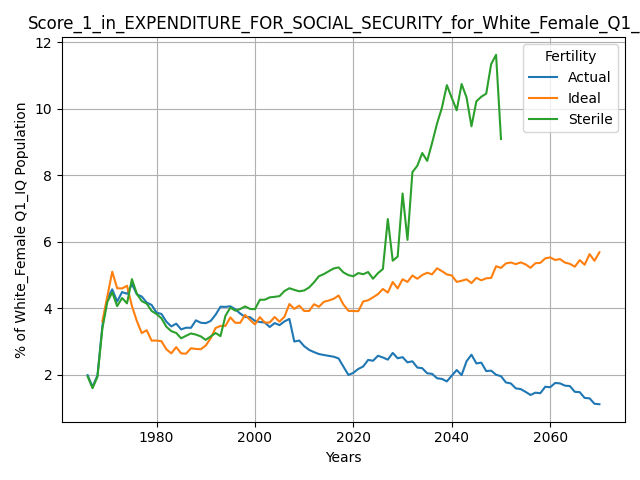 Score_1_in_EXPENDITURE_FOR_SOCIAL_SECURITY_for_White_Female_Q1_
12
10
8
6
4
2
% of White_Female Q1_IQ Population
Fertility
Actual
Ideal
Sterile
1980
2000
2020
2040
2060
Years